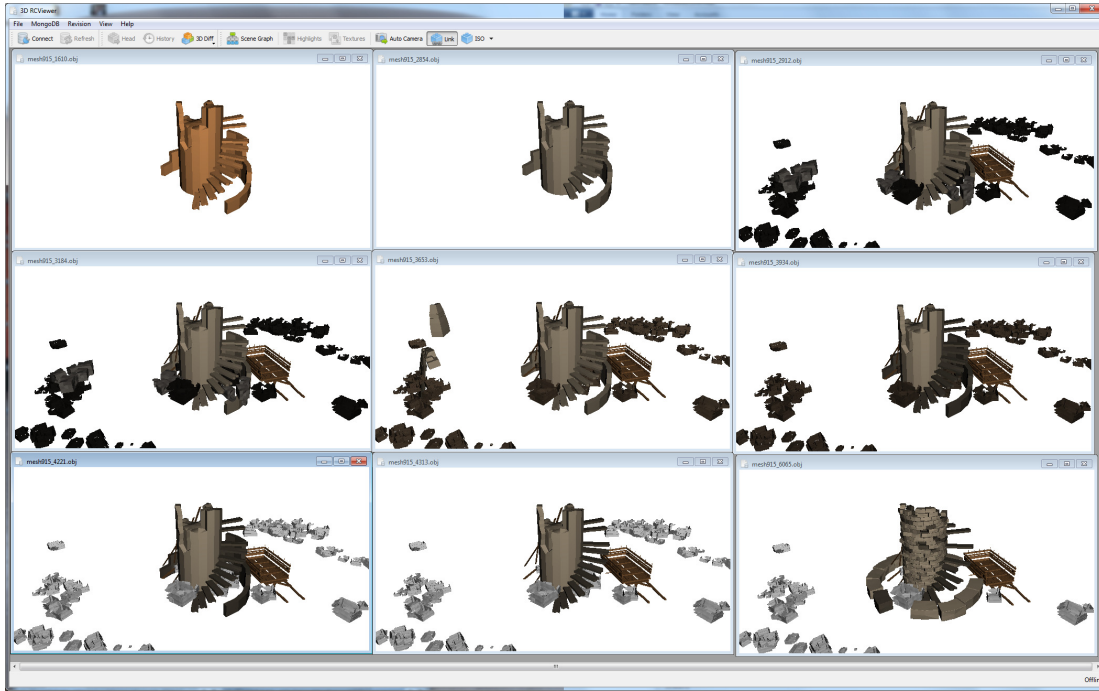 3D RCViewer
File MongoDB Revision View Help
Connect Refresh Head History 3D Diff Scene Graph Highlights Textures Auto Camera Link ISO
mesh915_1610.obj mesh915_2854.obj mesh915_2912.obj
mesh915_3184.obj mesh915_3653.obj mesh915_3934.obj
mesh915_4221.obj mesh915_4313.obj mesh915_6065.obj
Offlin